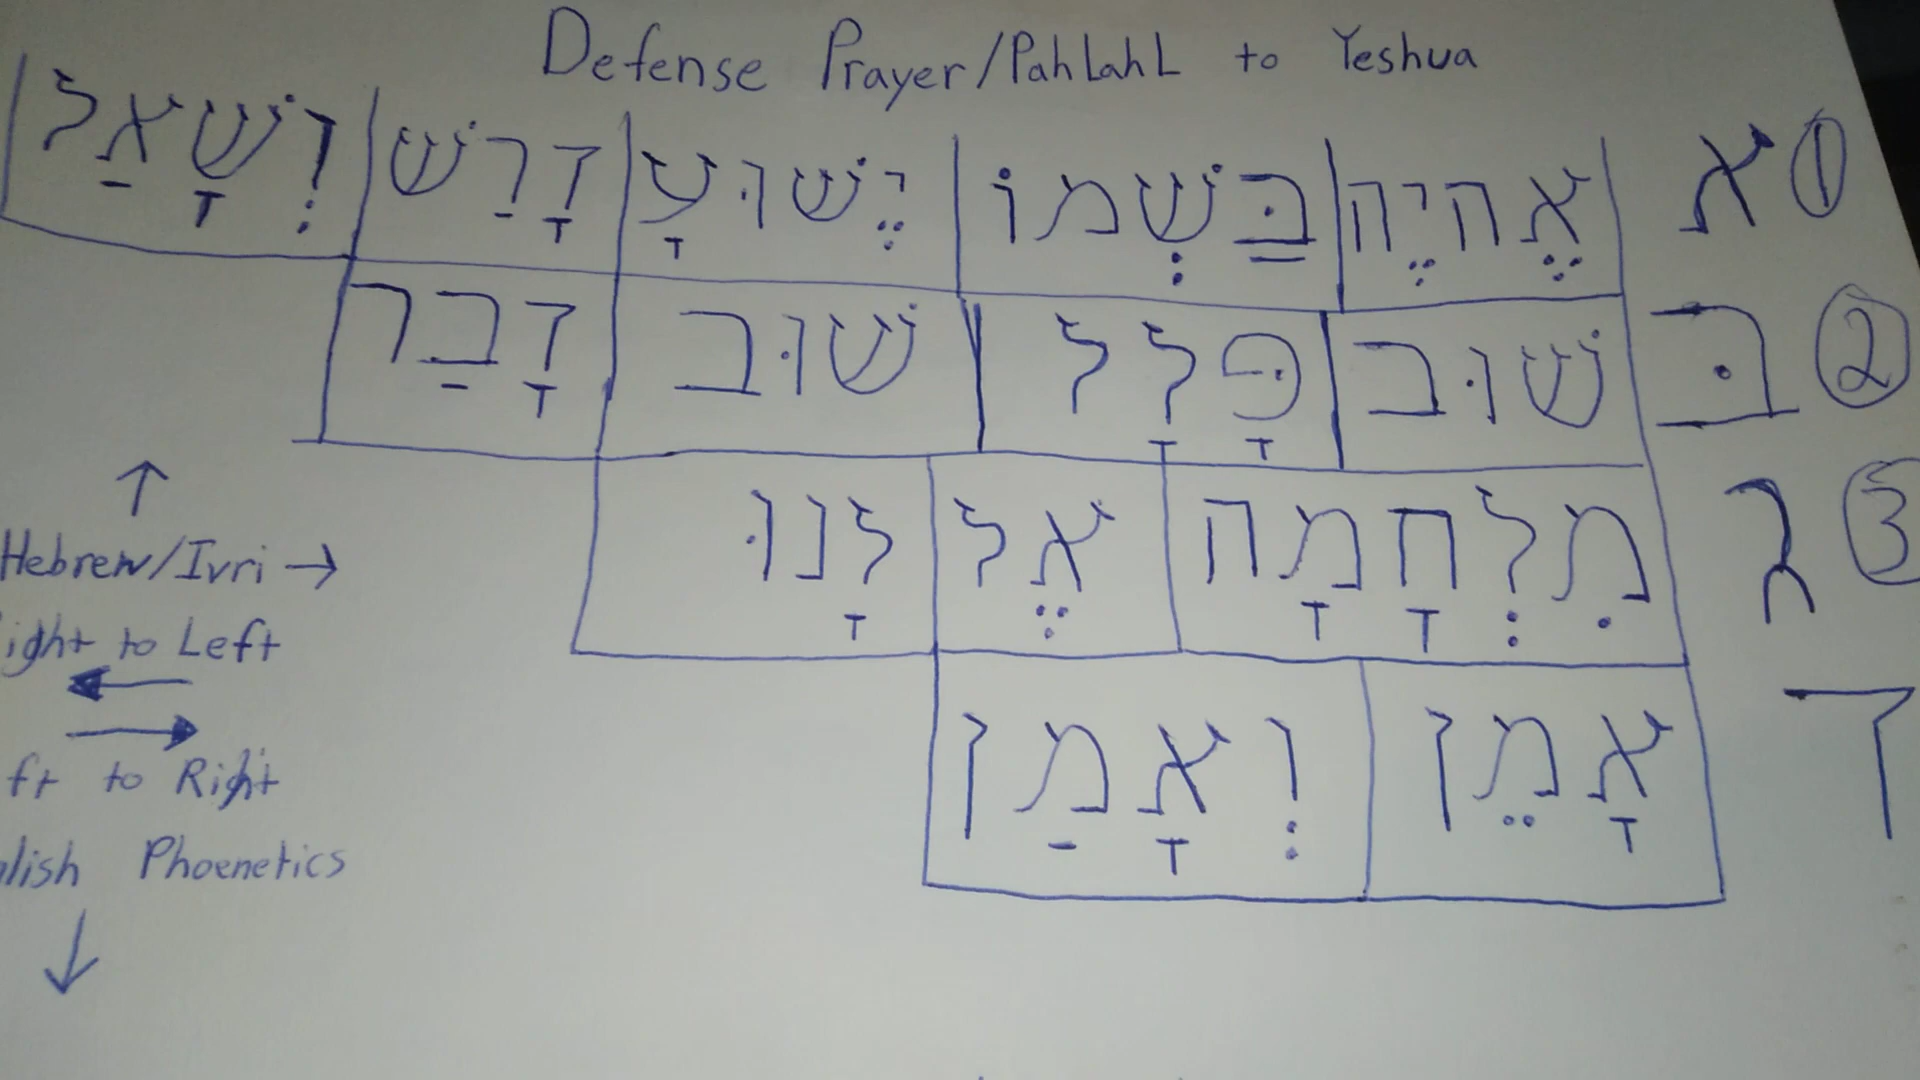 Defense Prayer/PahLahL to Yeshua
① א אֶהיֶה בַּשְׁמוֹ יֶשׁוּעָ דָרַשׁ וְשָׁאַל
② בּ שׁוּב פָּלָל שׁוּב דָבַר
③ ג מִלְחָמָה אֶל לָנוּ
ד אָמֵן וְאָמַן
↑
Hebrew/Ivri →
ight to Left
←
→
ft to Right
lish Phoenetics
↓